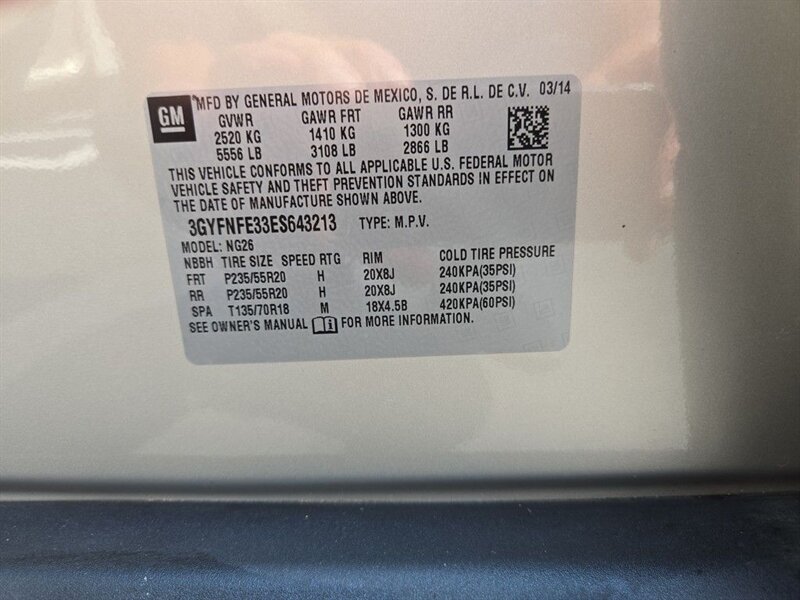 GM
MFD BY GENERAL MOTORS DE MEXICO, S. DE R.L. DE C.V. 03/14
GVWR GAWR FRT GAWR RR
2520 KG 1410 KG 1300 KG
5556 LB 3108 LB 2866 LB
THIS VEHICLE CONFORMS TO ALL APPLICABLE U.S. FEDERAL MOTOR
VEHICLE SAFETY AND THEFT PREVENTION STANDARDS IN EFFECT ON
THE DATE OF MANUFACTURE SHOWN ABOVE.
3GYFNFE33ES643213 TYPE: M.P.V.
MODEL: NG26
NBBH TIRE SIZE SPEED RTG RIM COLD TIRE PRESSURE
FRT P235/55R20 H 20X8J 240KPA(35PSI)
RR P235/55R20 H 20X8J 240KPA(35PSI)
SPA T135/70R18 M 18X4.5B 420KPA(60PSI)
SEE OWNER'S MANUAL FOR MORE INFORMATION.